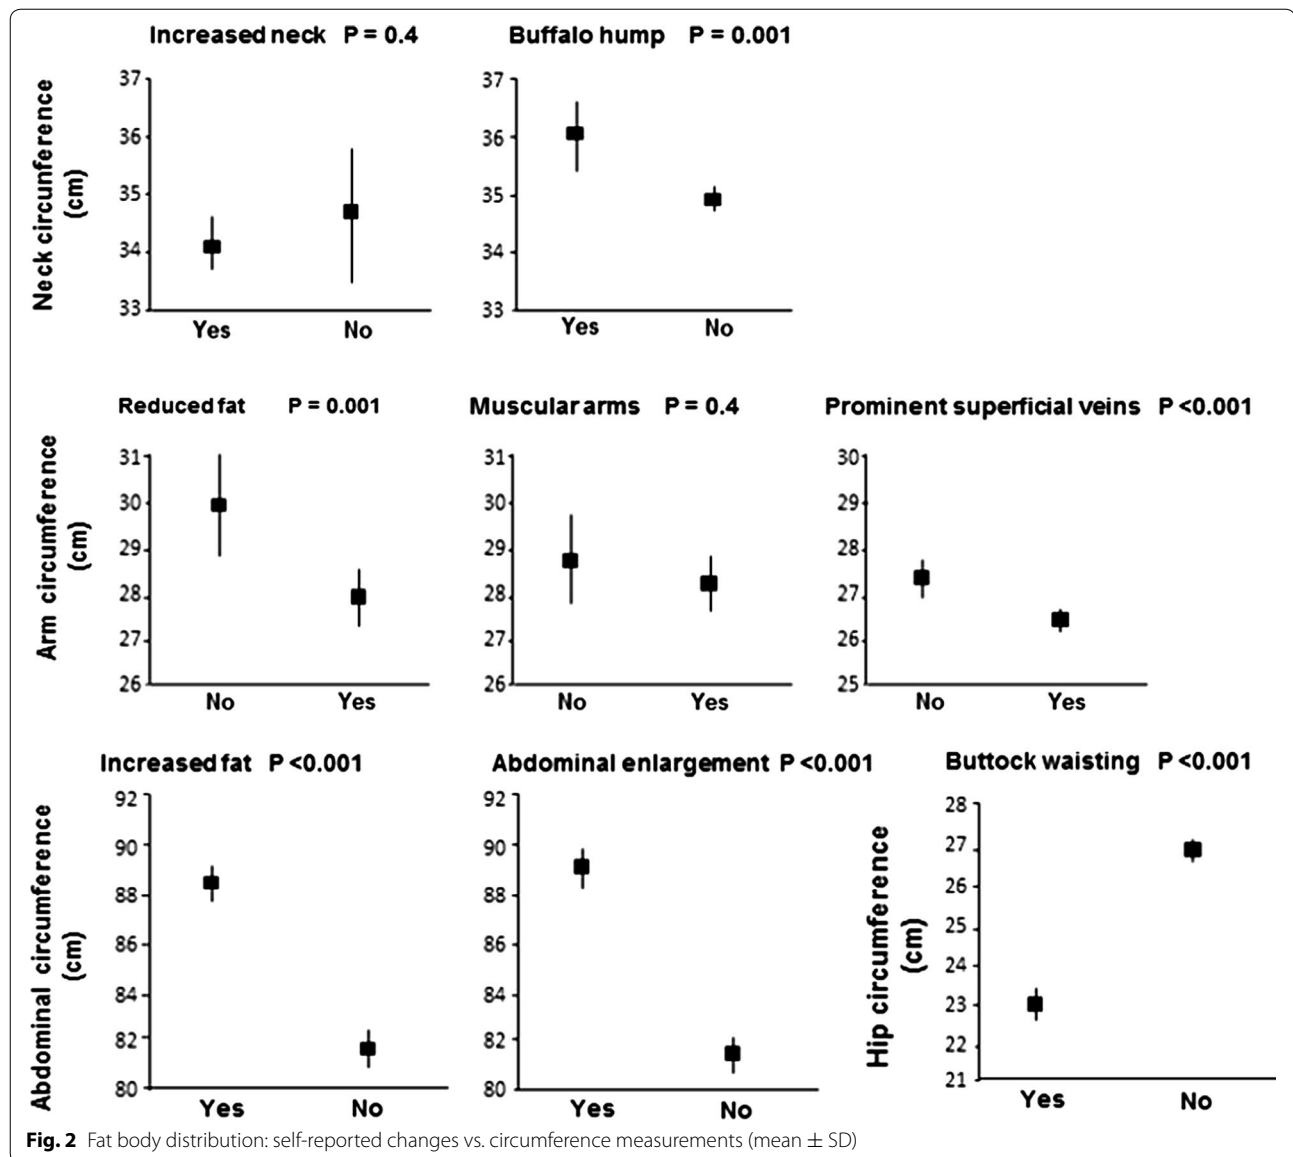 Increased neck P = 0.4
Neck circunference
(cm)
37
36
35
34
33
Yes No
Buffalo hump P = 0.001
37
36
35
34
33
Yes No
Reduced fat P = 0.001
Arm circumference
(cm)
31
30
29
28
27
26
No Yes
Muscular arms P = 0.4
31
30
29
28
27
26
No Yes
Prominent superficial veins P <0.001
30
29
28
27
26
25
No Yes
Increased fat P <0.001
Abdominal circumference
(cm)
92
90
88
86
84
82
80
Yes No
Abdominal enlargement P <0.001
92
90
88
86
84
82
80
Yes No
Buttock waisting P <0.001
Hip circumference
(cm)
28
27
26
25
24
23
22
21
Yes No
Fig. 2 Fat body distribution: self-reported changes vs. circumference measurements (mean ± SD)